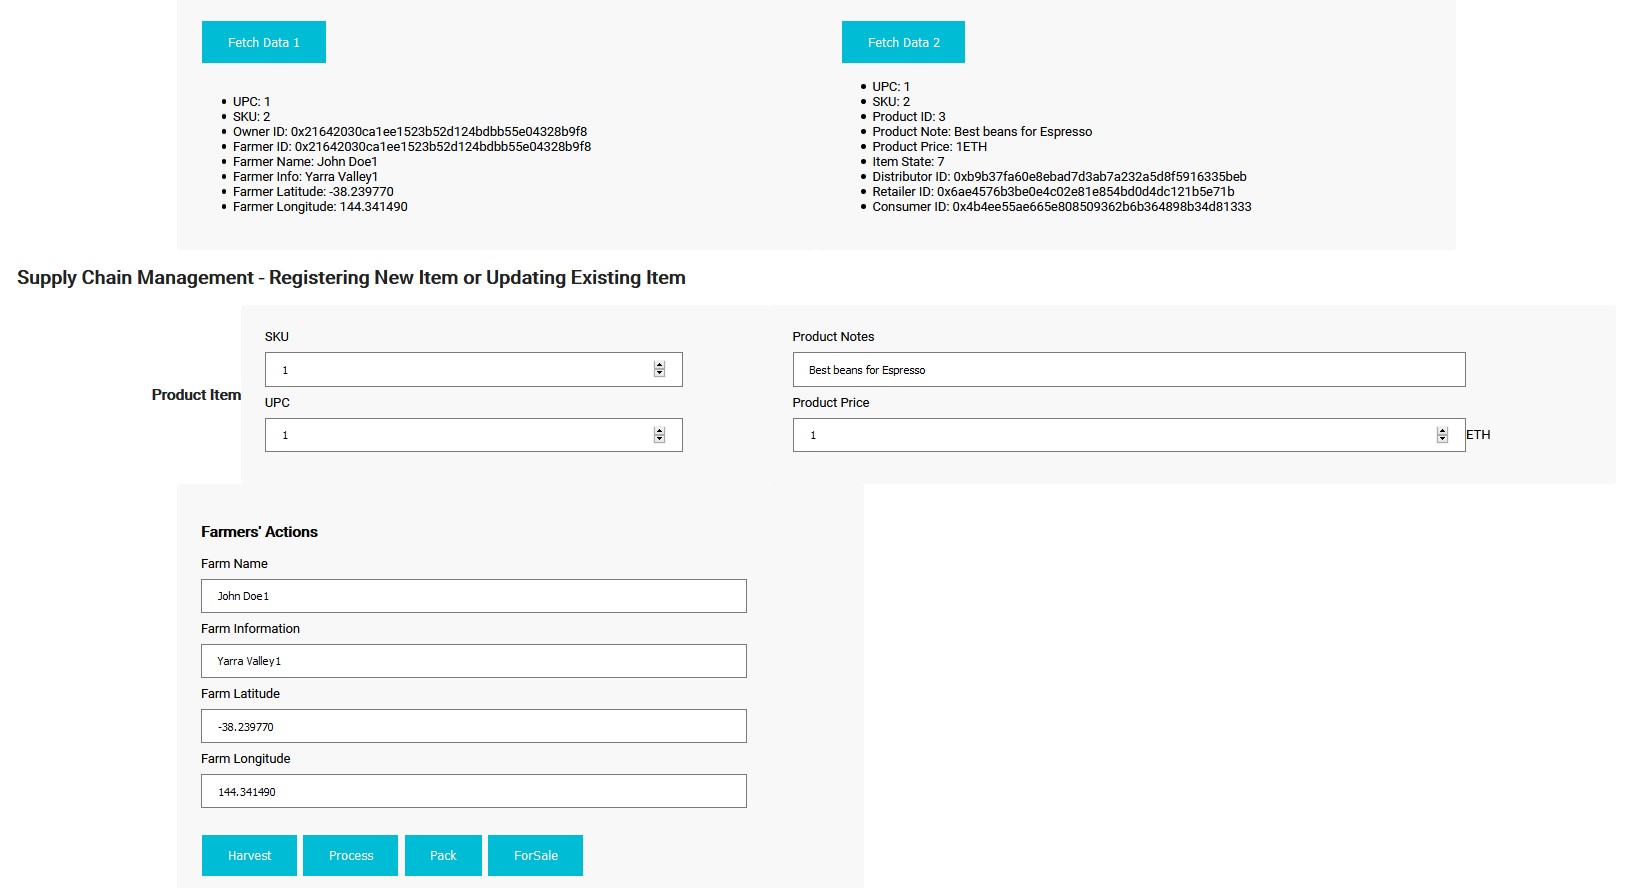 Fetch Data 1
UPC: 1
SKU: 2
Owner ID: 0x21642030ca1ee1523b52d124bdbb55e04328b9f8
Farmer ID: 0x21642030ca1ee1523b52d124bdbb55e04328b9f8
Farmer Name: John Doe1
Farmer Info: Yarra Valley1
Farmer Latitude: -38.239770
Farmer Longitude: 144.341490
Fetch Data 2
UPC: 1
SKU: 2
Product ID: 3
Product Note: Best beans for Espresso
Product Price: 1ETH
Item State: 7
Distributor ID: 0xb9b37fa60e8ebad7d3ab7a232a5d8f5916335beb
Retailer ID: 0x6ae4576b3be0e4c02e81e854bd0d4dc121b5e71b
Consumer ID: 0x4b4ee55ae665e808509362b6b364898b34d81333
Supply Chain Management - Registering New Item or Updating Existing Item
Product Item
SKU
1
UPC
1
Product Notes
Best beans for Espresso
Product Price
1
ETH
Farmers' Actions
Farm Name
John Doe1
Farm Information
Yarra Valley1
Farm Latitude
-38.239770
Farm Longitude
144.341490
Harvest
Process
Pack
ForSale